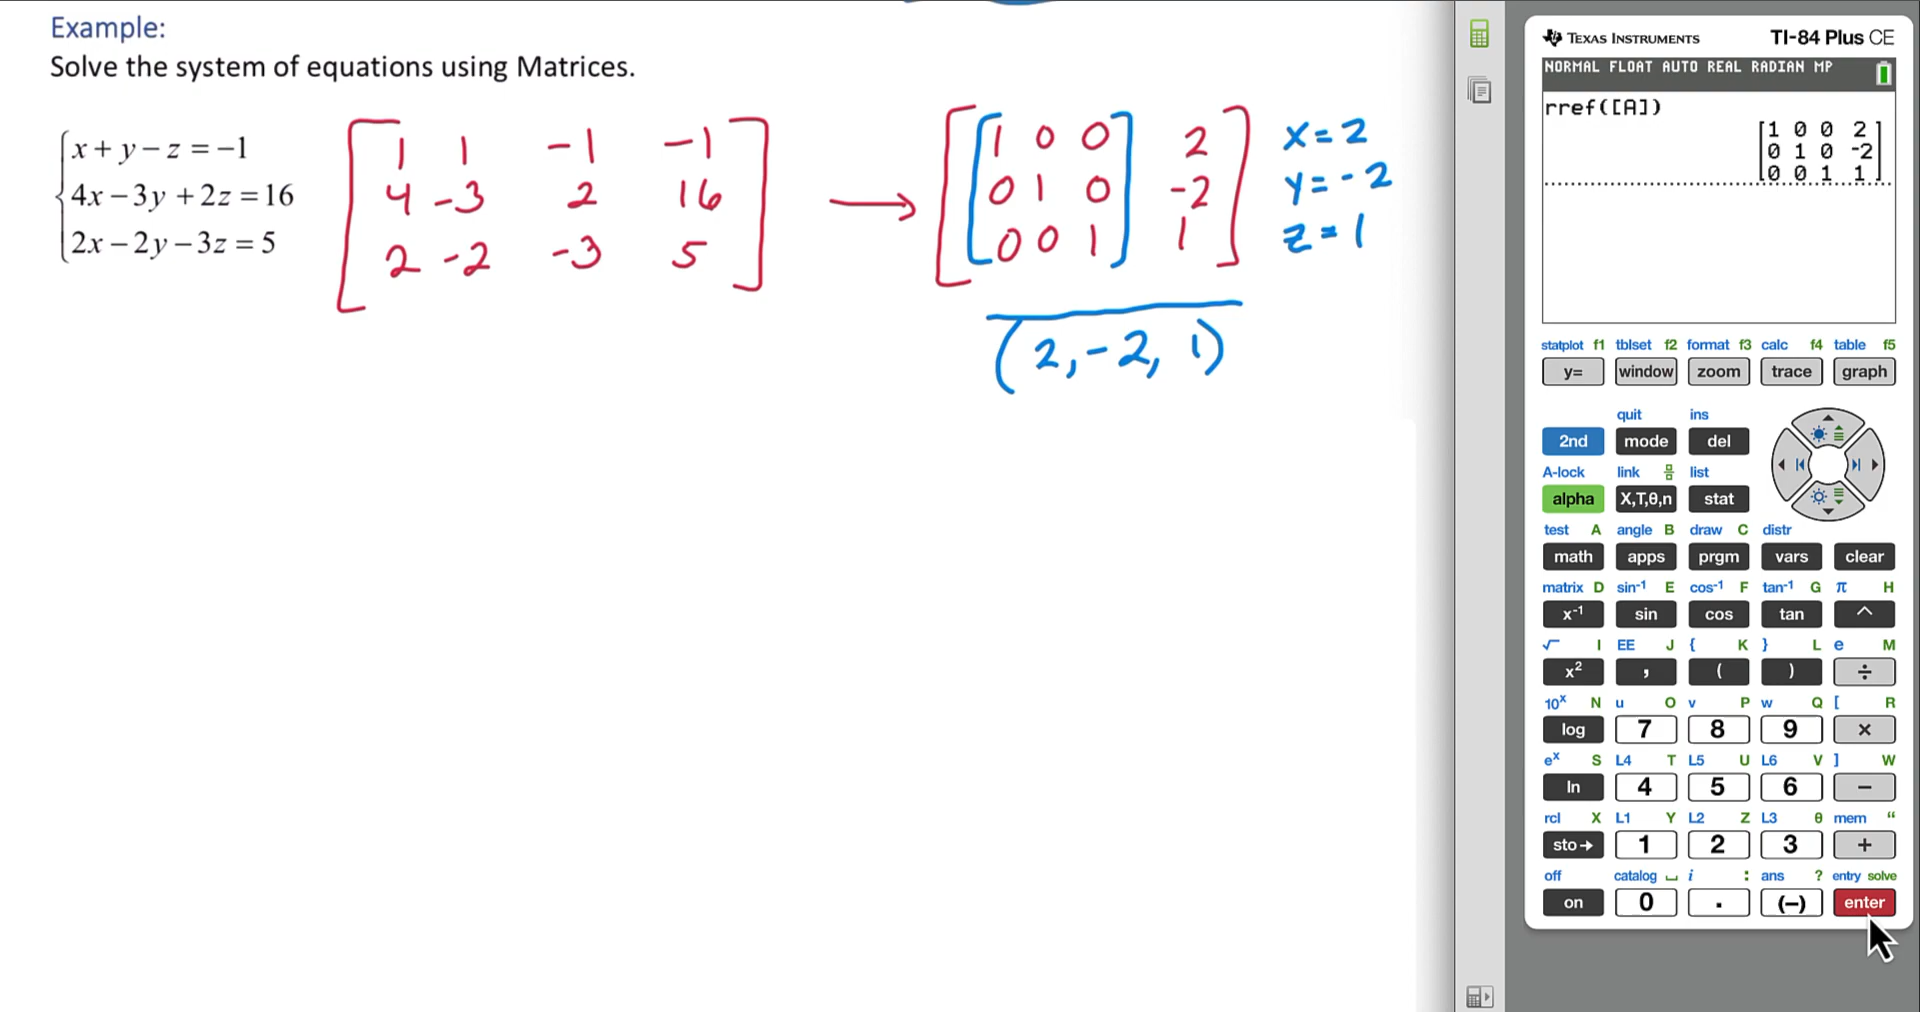 Example:
Solve the system of equations using Matrices.
x + y − z = −1
4x − 3y + 2z = 16
2x − 2y − 3z = 5
1 1 -1 -1
4 -3 2 16
2 -2 -3 5
→
1 0 0 2
0 1 0 -2
0 0 1 1
x = 2
y = -2
z = 1
(2, -2, 1)
TEXAS INSTRUMENTS TI-84 Plus CE
NORMAL FLOAT AUTO REAL RADIAN MP
rref([A])
[1 0 0 2]
[0 1 0 -2]
[0 0 1 1]
statplot f1 tblset f2 format f3 calc f4 table f5
y= window zoom trace graph
quit ins
2nd mode del
A-lock link list
alpha X,T,θ,n stat
test A angle B draw C distr
math apps prgm vars clear
matrix D sin⁻¹ E cos⁻¹ F tan⁻¹ G π H
x⁻¹ sin cos tan ^
√ I EE J { K } L e M
x² , ( ) ÷
10ˣ N u O v P w Q [ R
log 7 8 9 ×
eˣ S L4 T L5 U L6 V ] W
ln 4 5 6 −
rcl X L1 Y L2 Z L3 θ mem “
sto→ 1 2 3 +
off catalog ⎵ i : ans ? entry solve
on 0 . (−) enter